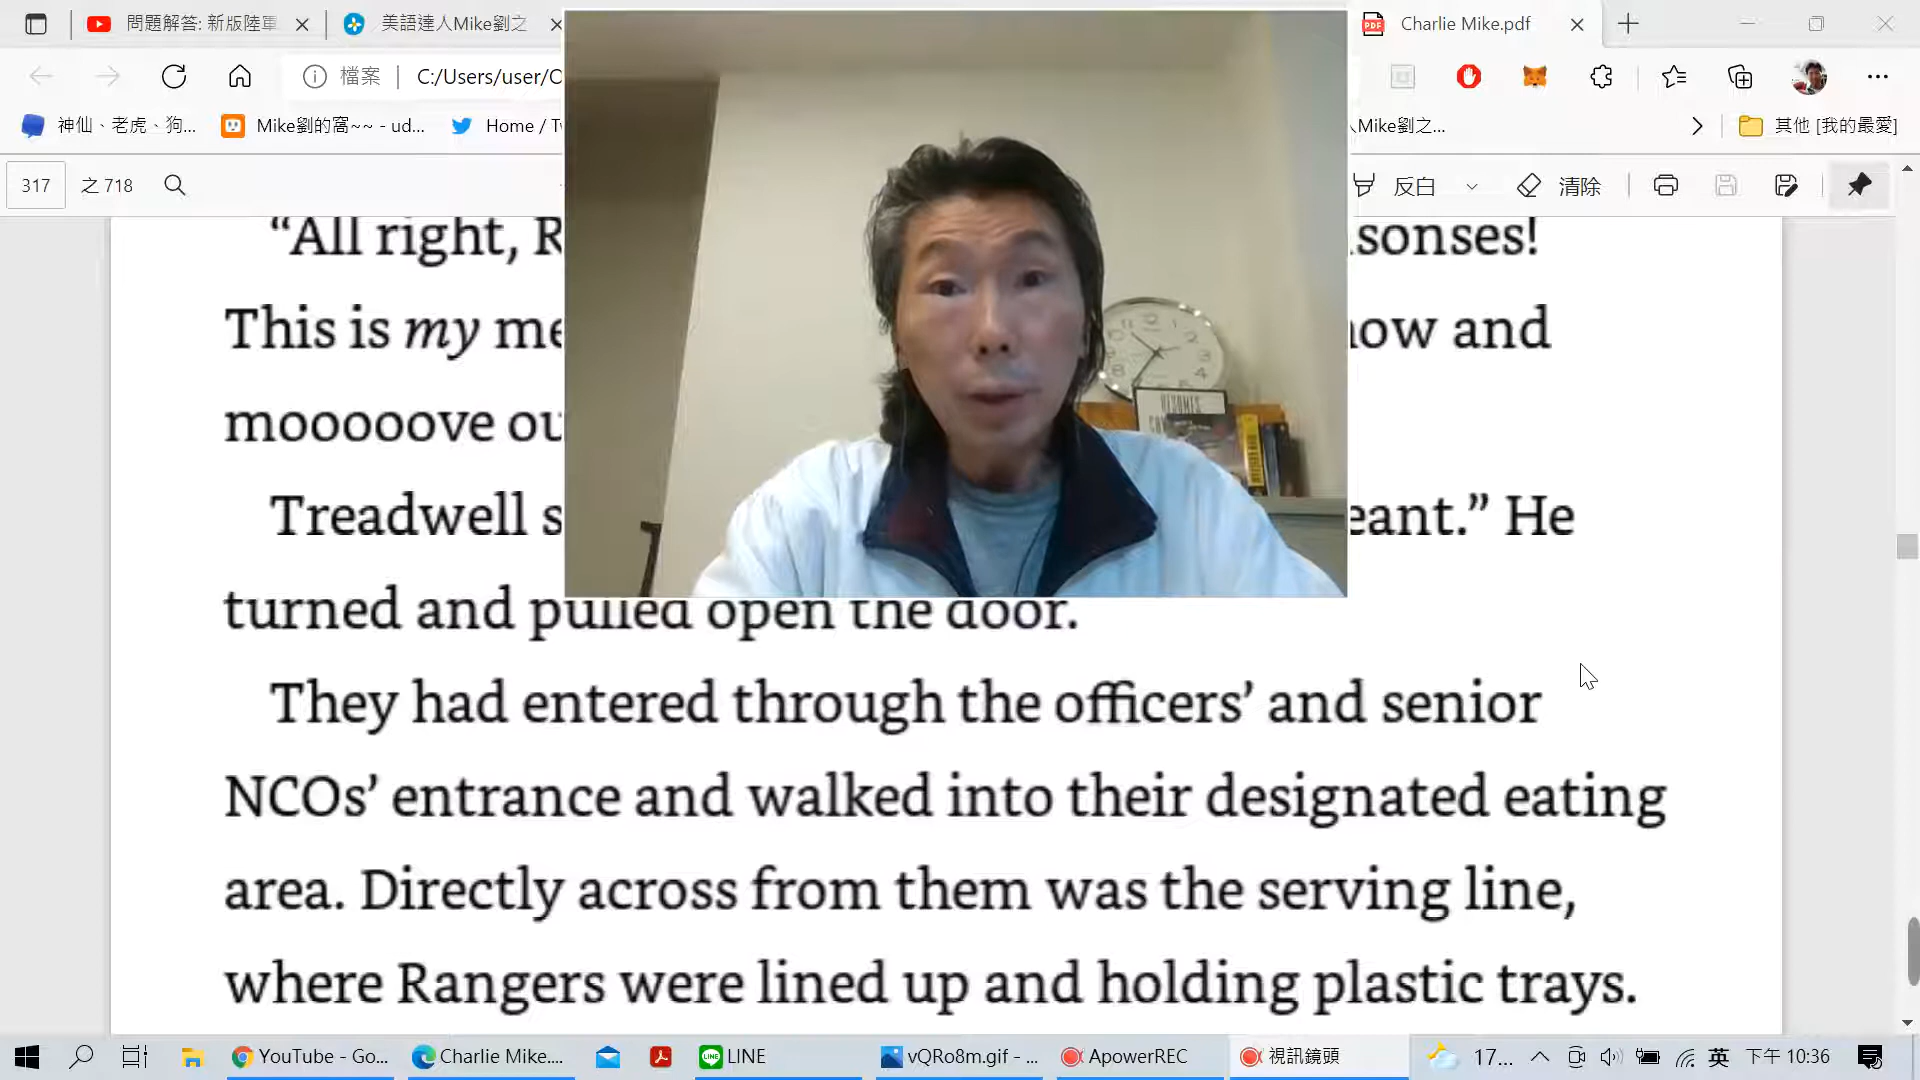 問題解答: 新版陸軍
美語達人Mike劉之
Charlie Mike.pdf
檔案
C:/Users/user/O
神仙、老虎、狗...
Mike劉的窩~~ - ud...
Home / Tw
Mike劉之...
其他 [我的最愛]
317
之 718
反白
清除
“All right, R
sonses!
This is my me
now and
mooooove ou
Treadwell s
eant.” He
turned and pulled open the door.
They had entered through the officers’ and senior
NCOs’ entrance and walked into their designated eating
area. Directly across from them was the serving line,
where Rangers were lined up and holding plastic trays.
YouTube - Go...
Charlie Mike....
LINE
vQRo8m.gif - ...
ApowerREC
視訊鏡頭
17...
英
下午 10:36